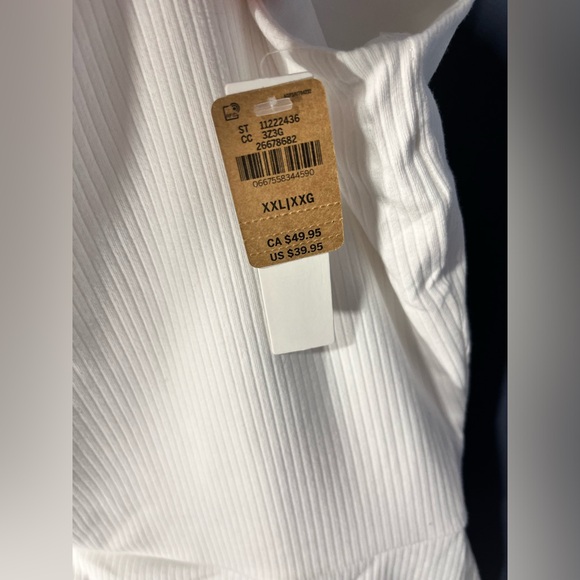 ST 11222436
CC 3Z3G
26678682
0667558344590
XXL|XXG
CA $49.95
US $39.95